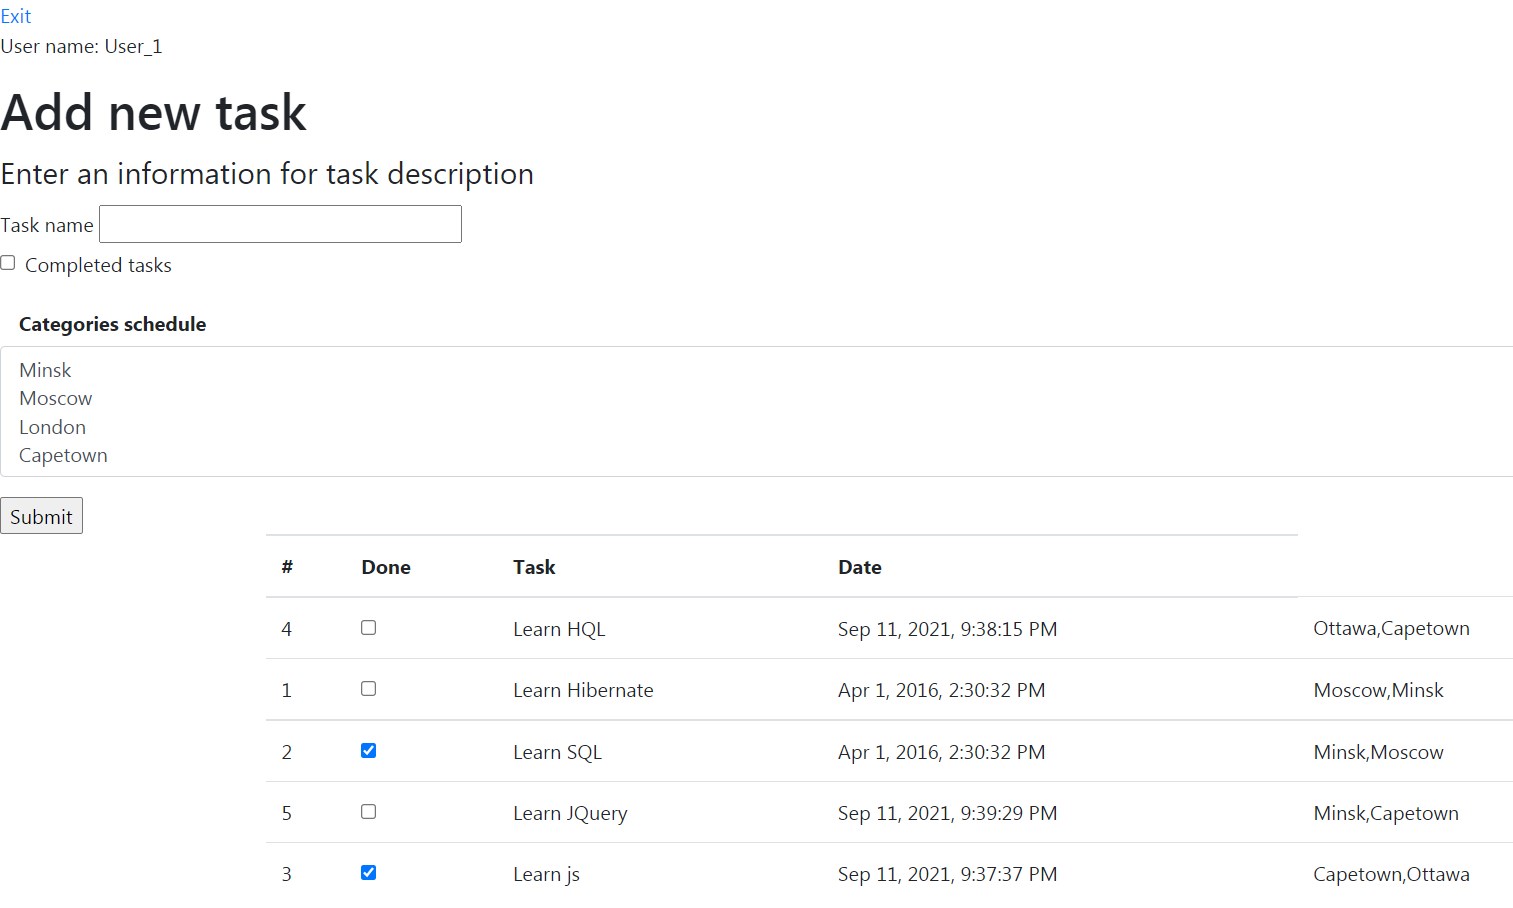 Exit
User name: User_1
Add new task
Enter an information for task description
Task name
Completed tasks
Categories schedule
Minsk
Moscow
London
Capetown
Submit
# Done Task Date
4 Learn HQL Sep 11, 2021, 9:38:15 PM Ottawa,Capetown
1 Learn Hibernate Apr 1, 2016, 2:30:32 PM Moscow,Minsk
2 Learn SQL Apr 1, 2016, 2:30:32 PM Minsk,Moscow
5 Learn JQuery Sep 11, 2021, 9:39:29 PM Minsk,Capetown
3 Learn js Sep 11, 2021, 9:37:37 PM Capetown,Ottawa